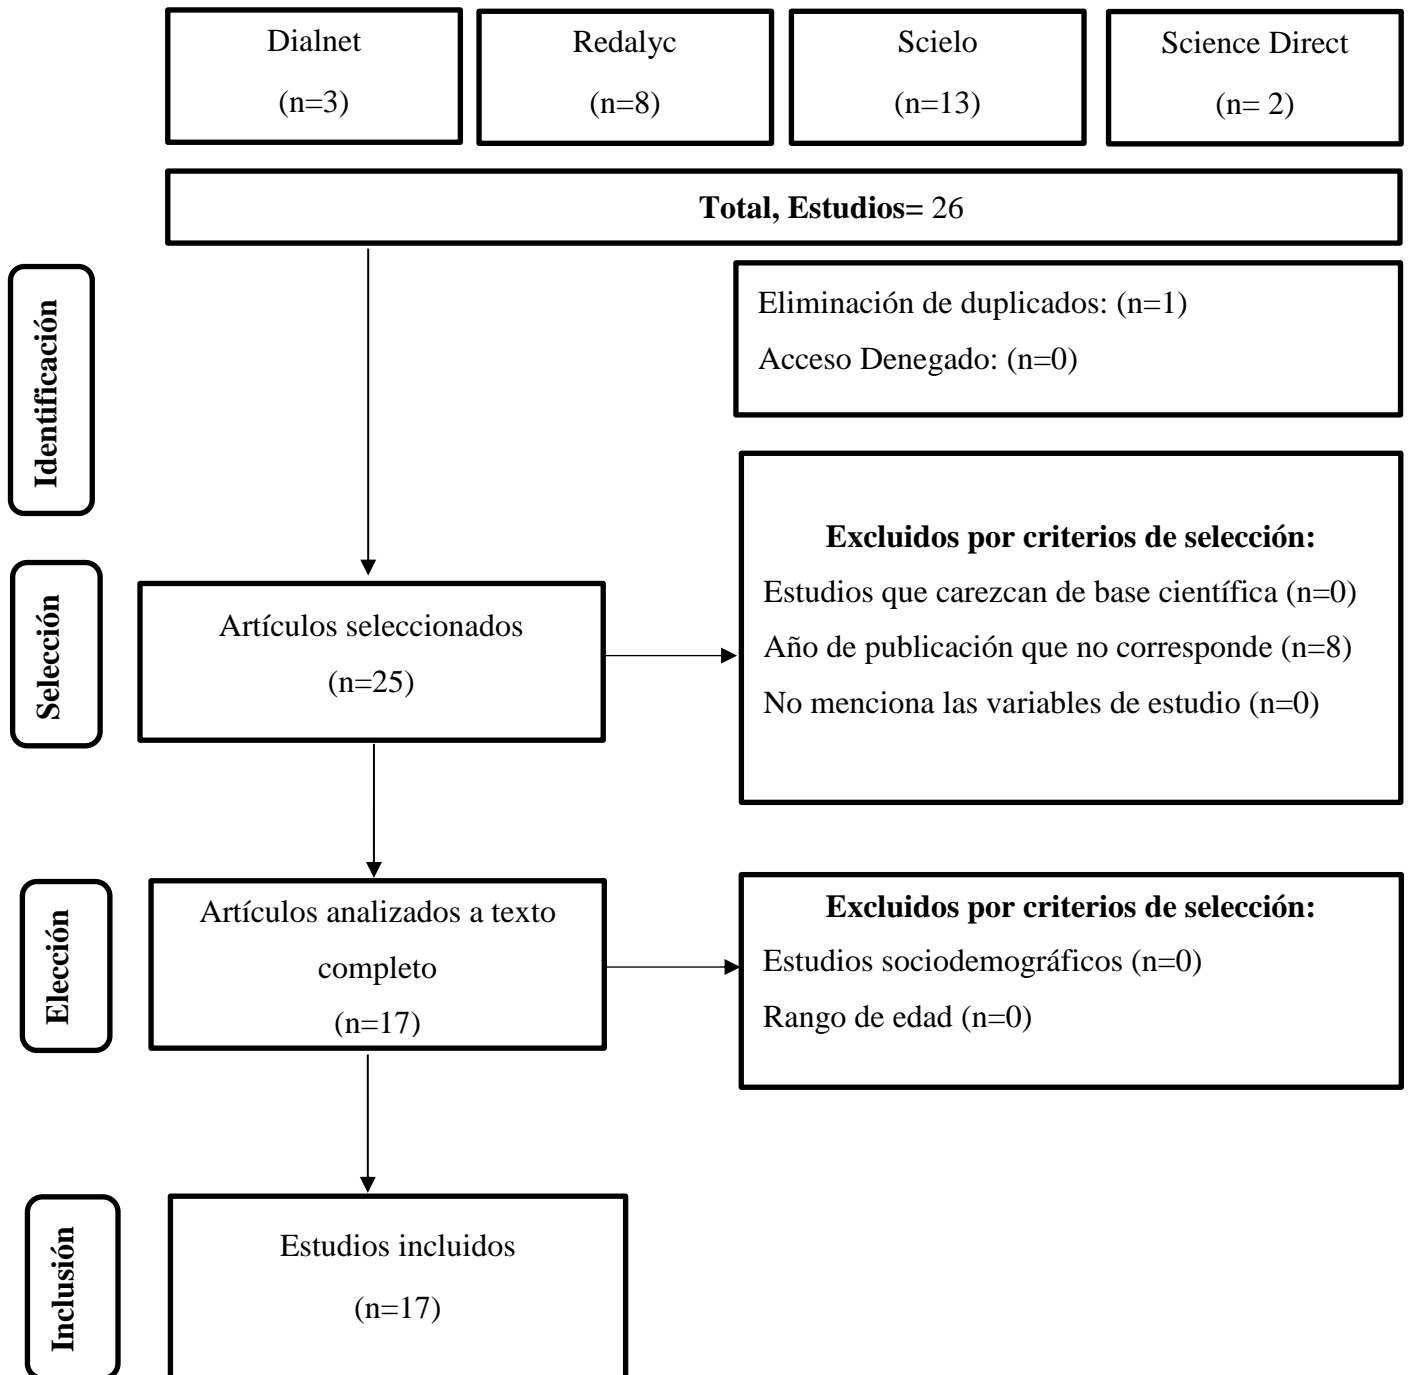 Dialnet
(n=3)
Redalyc
(n=8)
Scielo
(n=13)
Science Direct
(n= 2)
Total, Estudios= 26
Identificación
Eliminación de duplicados: (n=1)
Acceso Denegado: (n=0)
Selección
Artículos seleccionados
(n=25)
Excluidos por criterios de selección:
Estudios que carezcan de base científica (n=0)
Año de publicación que no corresponde (n=8)
No menciona las variables de estudio (n=0)
Elección
Artículos analizados a texto
completo
(n=17)
Excluidos por criterios de selección:
Estudios sociodemográficos (n=0)
Rango de edad (n=0)
Inclusión
Estudios incluidos
(n=17)